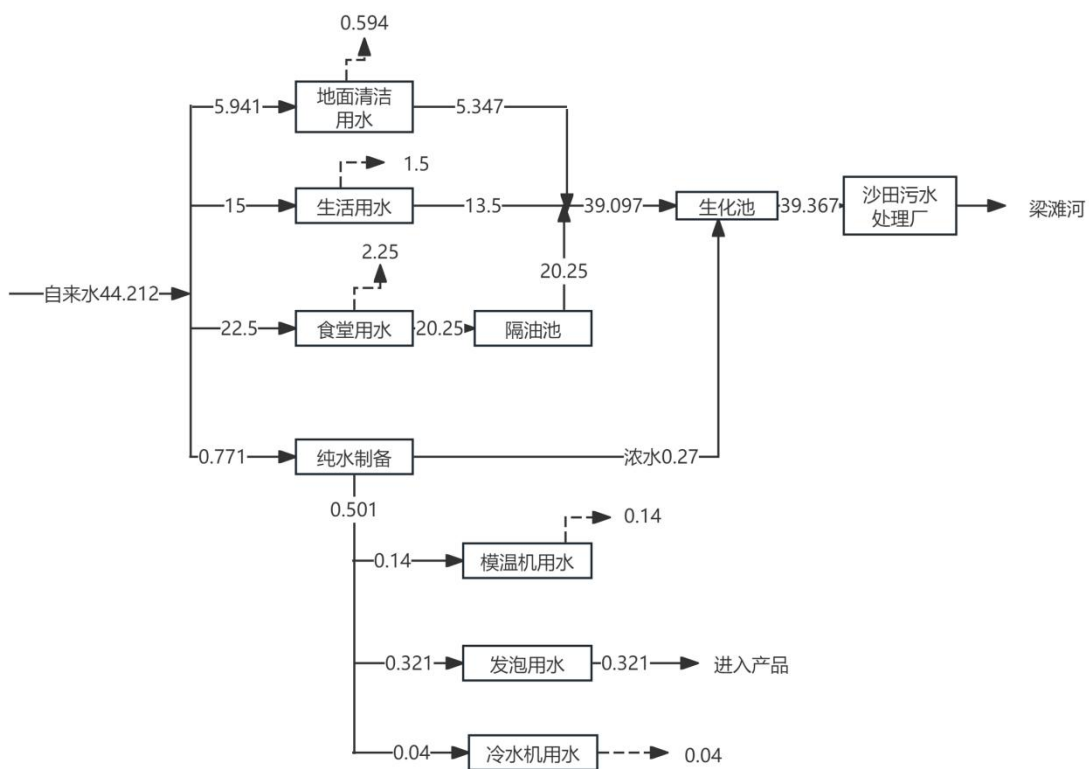 0.594
5.941
地面清洁
用水
5.347
1.5
15
生活用水
13.5
39.097
生化池
39.367
沙田污水
处理厂
梁滩河
2.25
20.25
自来水44.212
22.5
食堂用水
20.25
隔油池
0.771
纯水制备
浓水0.27
0.501
0.14
0.14
模温机用水
0.321
发泡用水
0.321
进入产品
0.04
冷水机用水
0.04